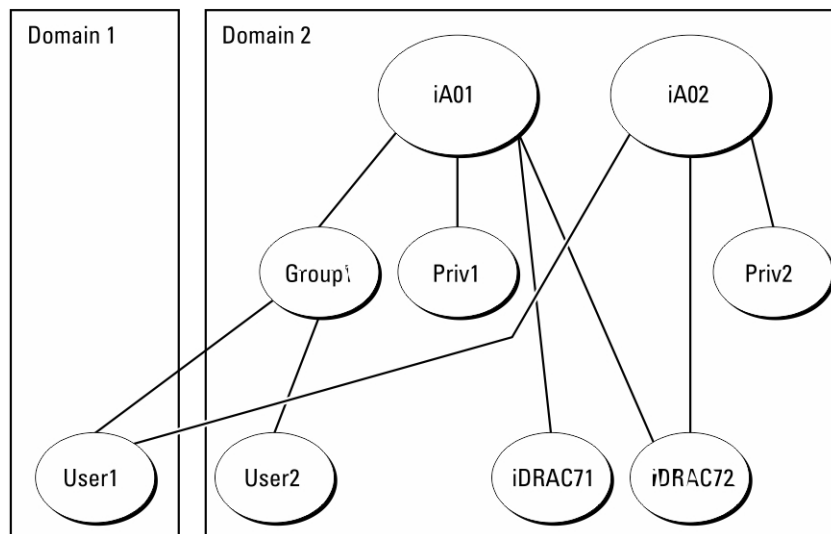 Domain 1
Domain 2
iA01
iA02
Group1
Priv1
Priv2
User1
User2
iDRAC71
iDRAC72